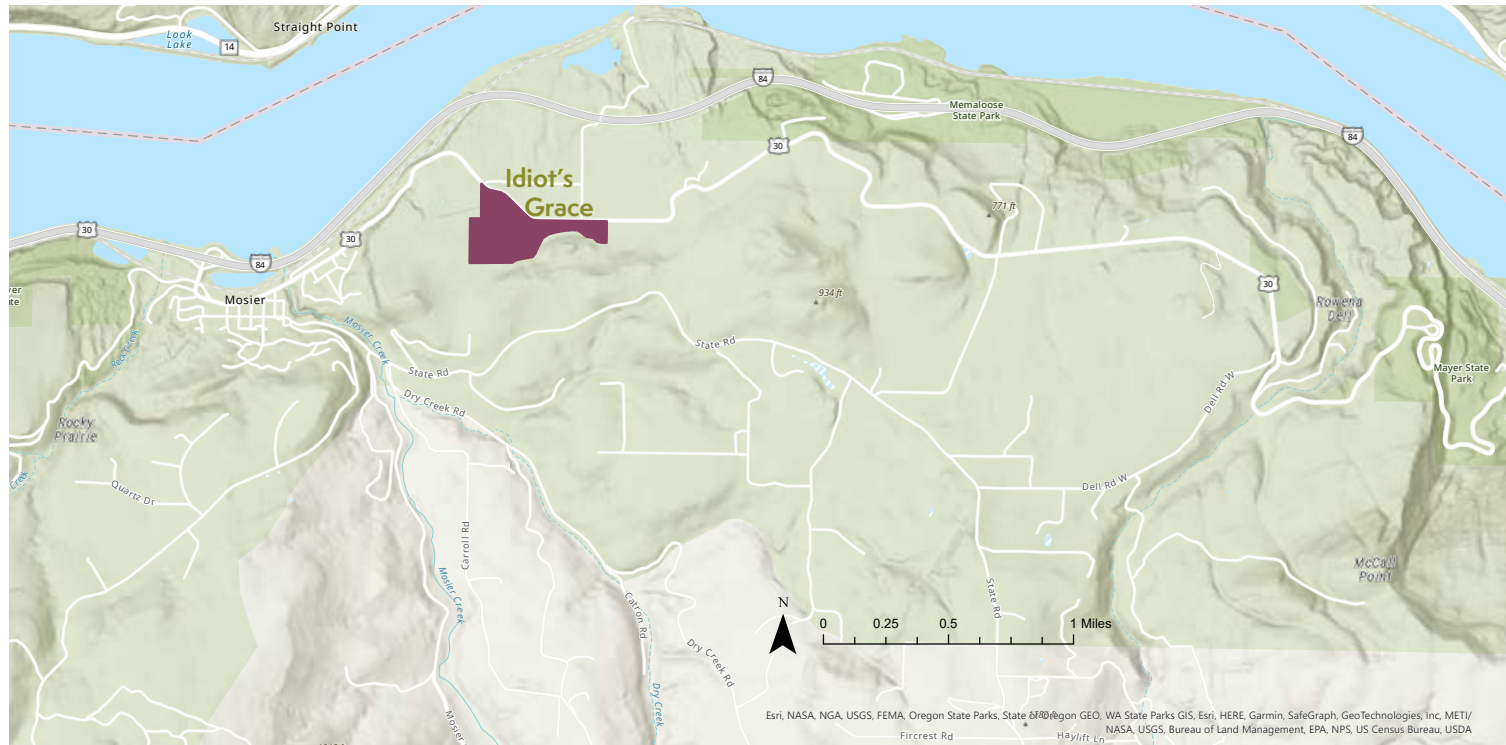 Straight Point
Look
Lake
14
84
Memaloose
State Park
30
84
Idiot's
Grace
771 ft
30
30
84
Mosier
934 ft
30
Rowena
Dell
Mosier Creek
Rock Creek
State Rd
State Rd
Mayer State
Park
Dell Rd W
Dry Creek Rd
Rocky
Prairie
Creek
Quartz Dr
Dell Rd W
Carroll Rd
McCall
Point
Mosier Creek
State Rd
Catron Rd
N
0 0.25 0.5 1 Miles
Dry Creek Rd
Dry Creek
Mosier
Fircrest Rd
Haylift Ln
Esri, NASA, NGA, USGS, FEMA, Oregon State Parks, State of Oregon GEO, WA State Parks GIS, Esri, HERE, Garmin, SafeGraph, GeoTechnologies, Inc, METI/
NASA, USGS, Bureau of Land Management, EPA, NPS, US Census Bureau, USDA